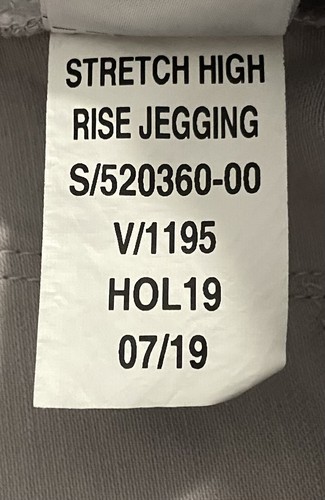 STRETCH HIGH
RISE JEGGING
S/520360-00
V/1195
HOL19
07/19